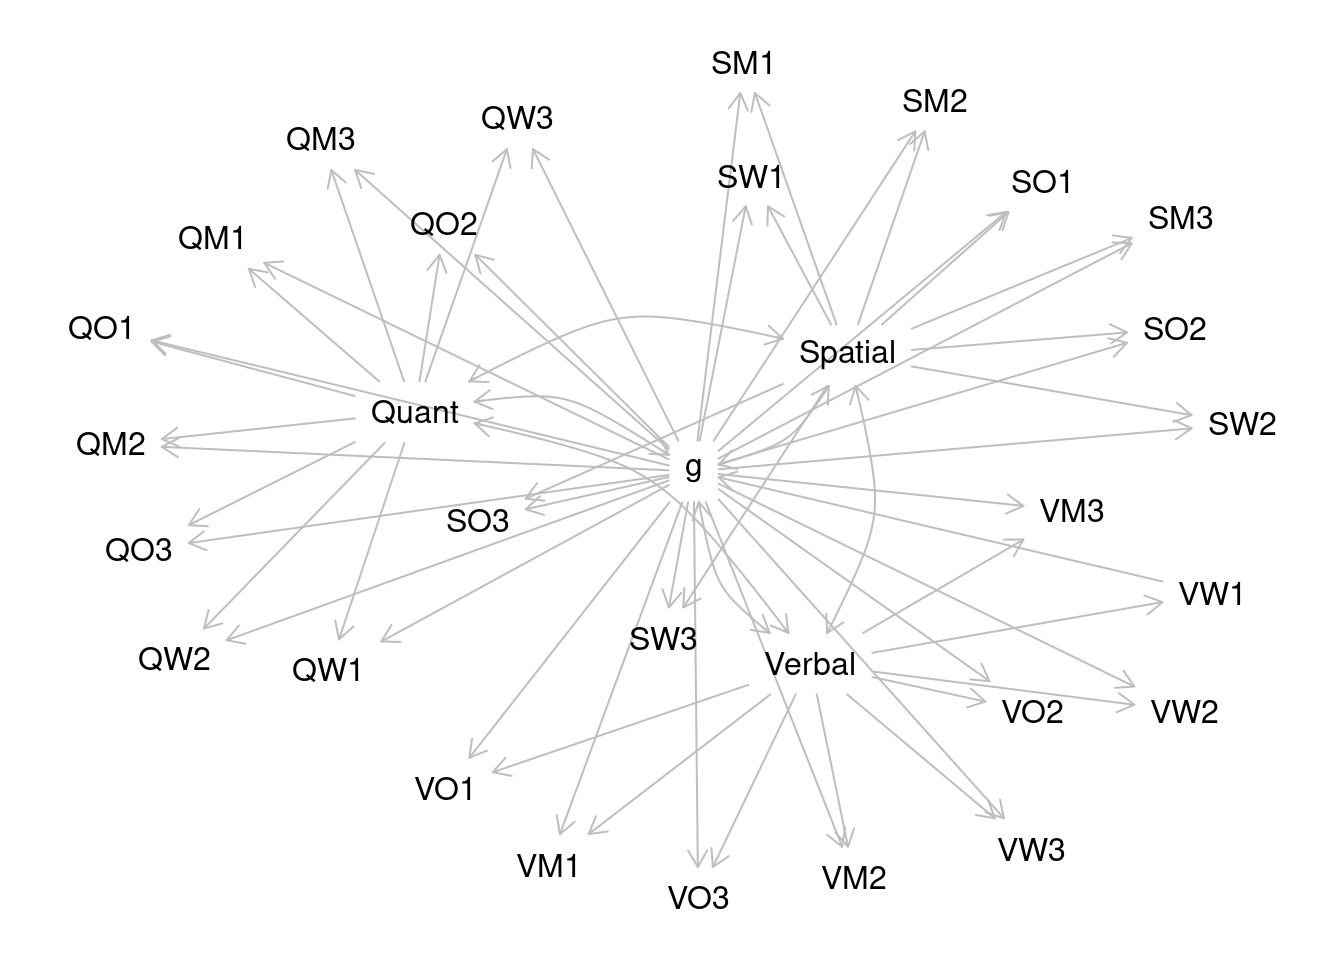 SM1
SM2
QW3
QM3
SW1
SO1
SM3
QO2
QM1
QO1
SO2
Spatial
Quant
SW2
QM2
g
VM3
SO3
QO3
VW1
SW3
QW2
Verbal
QW1
VO2
VW2
VO1
VW3
VM1
VM2
VO3